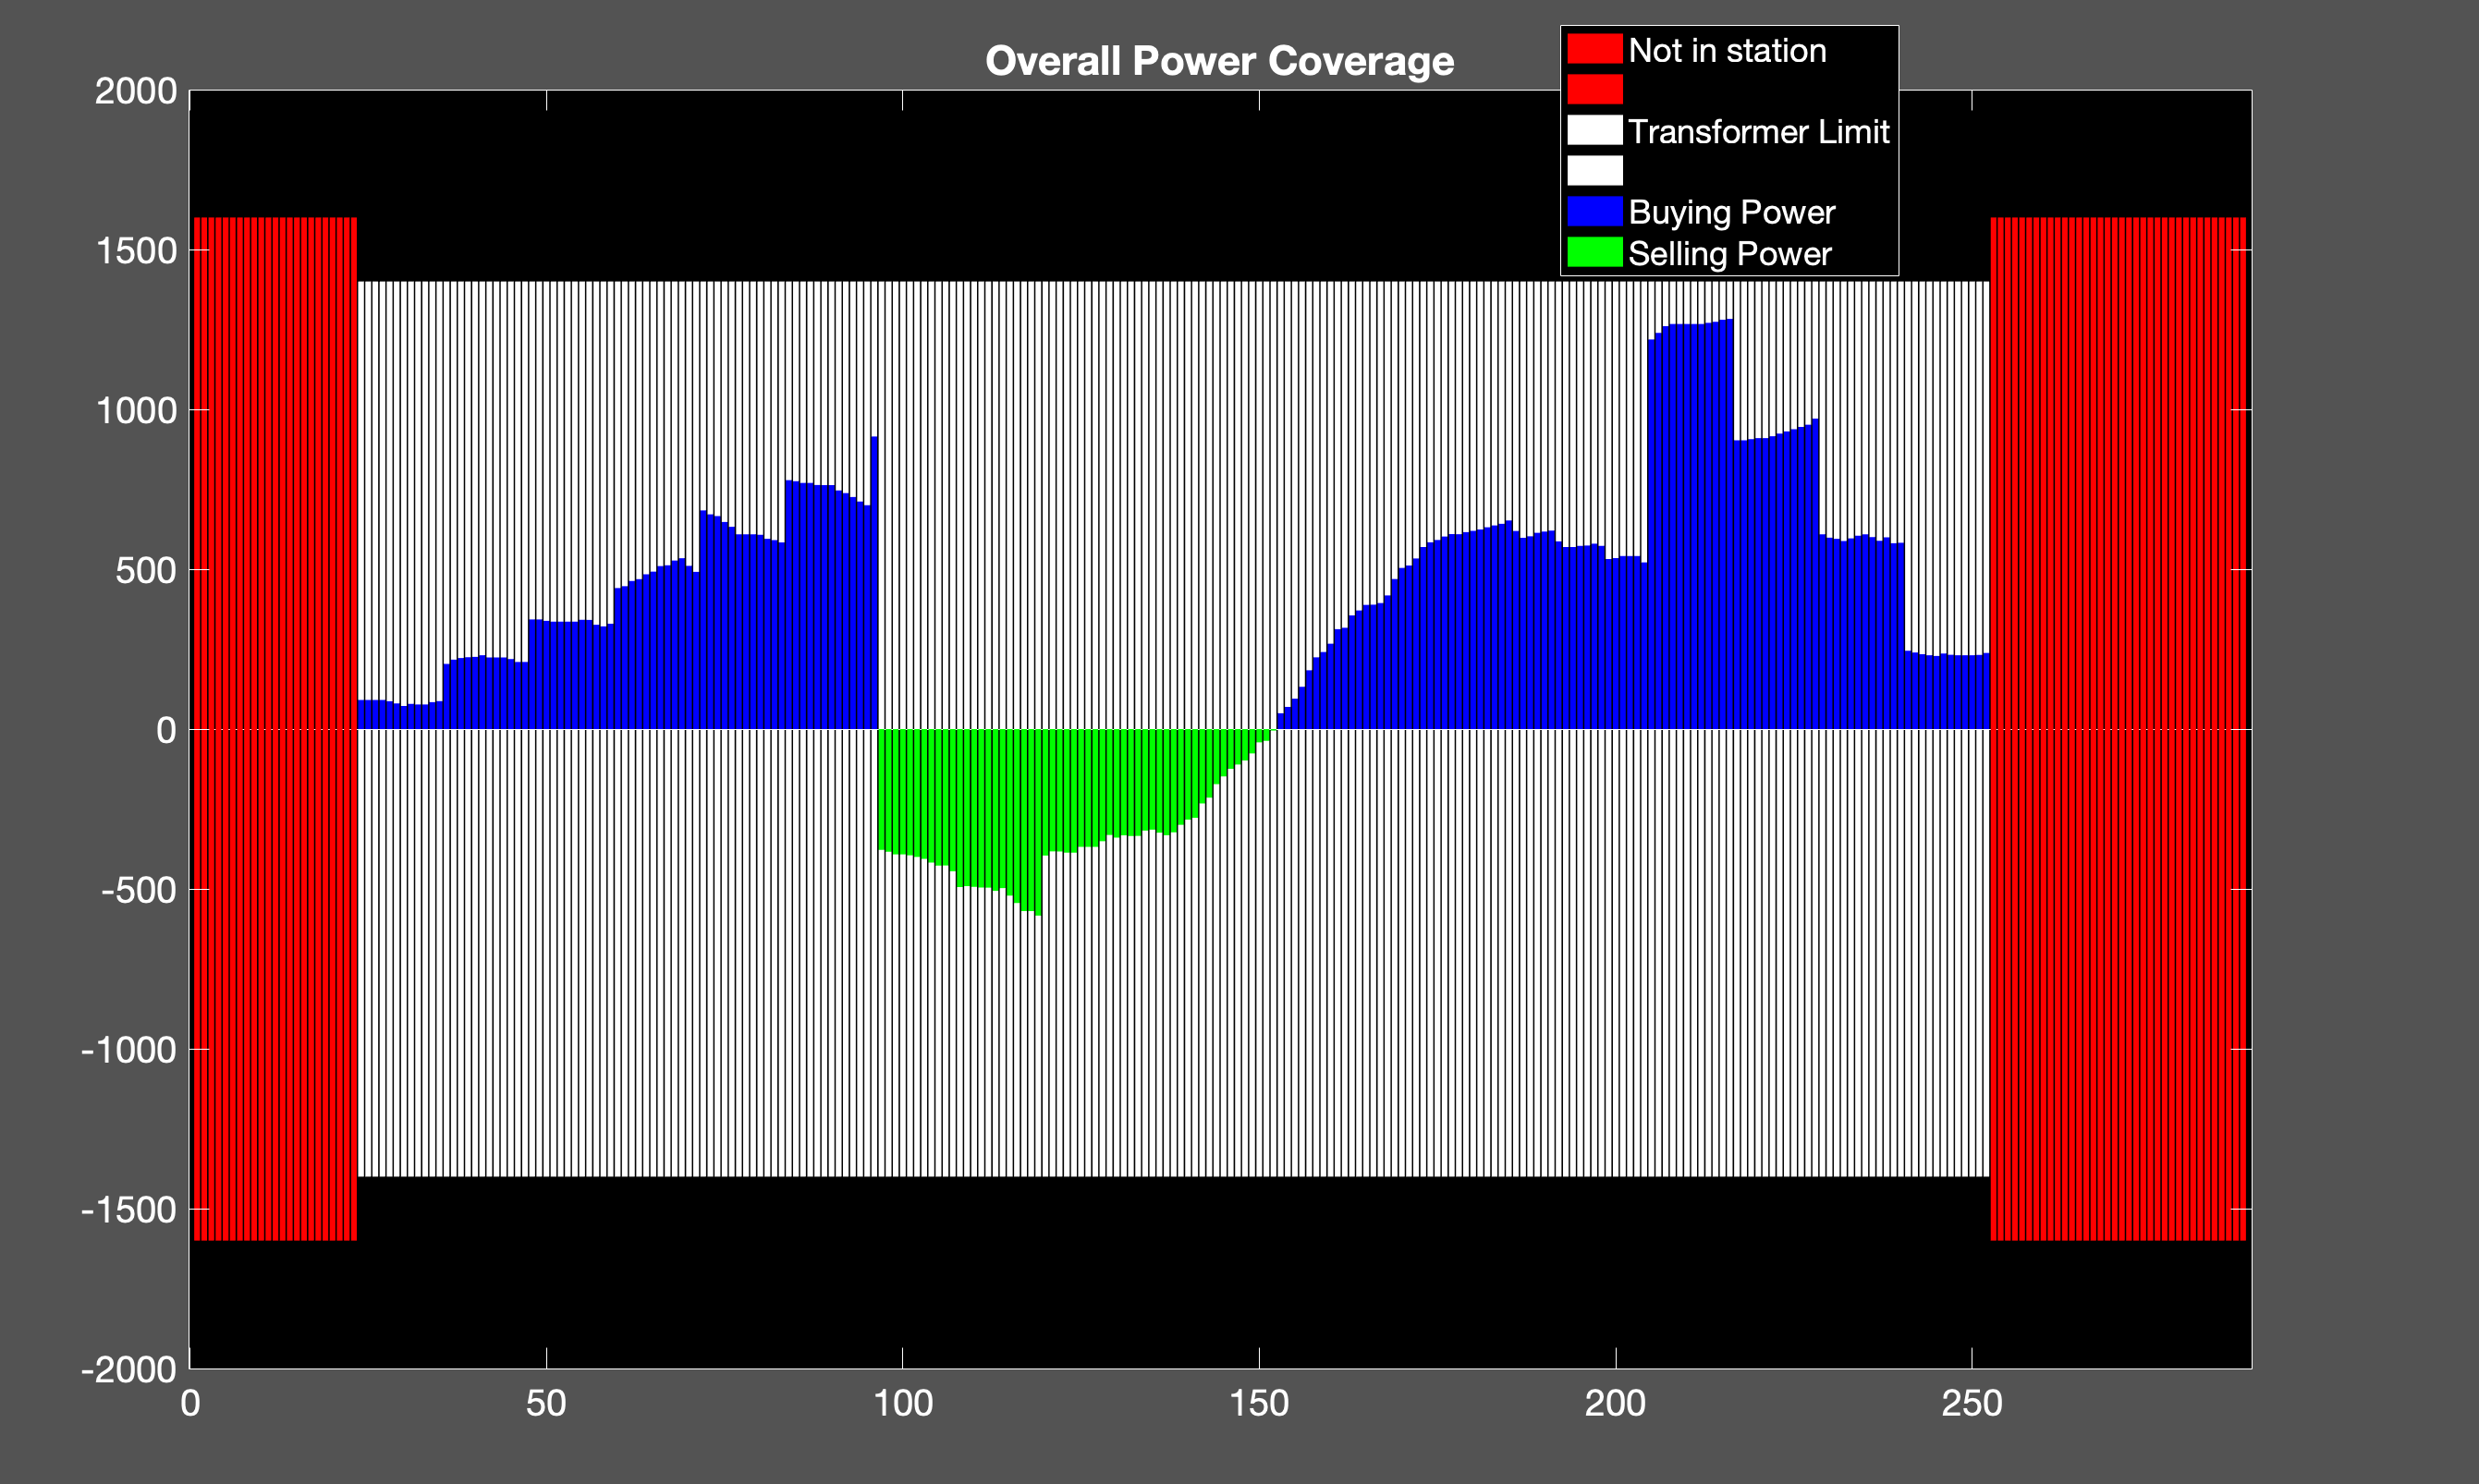 Overall Power Coverage
Not in station
Transformer Limit
Buying Power
Selling Power
2000
1500
1000
500
0
-500
-1000
-1500
-2000
0 50 100 150 200 250